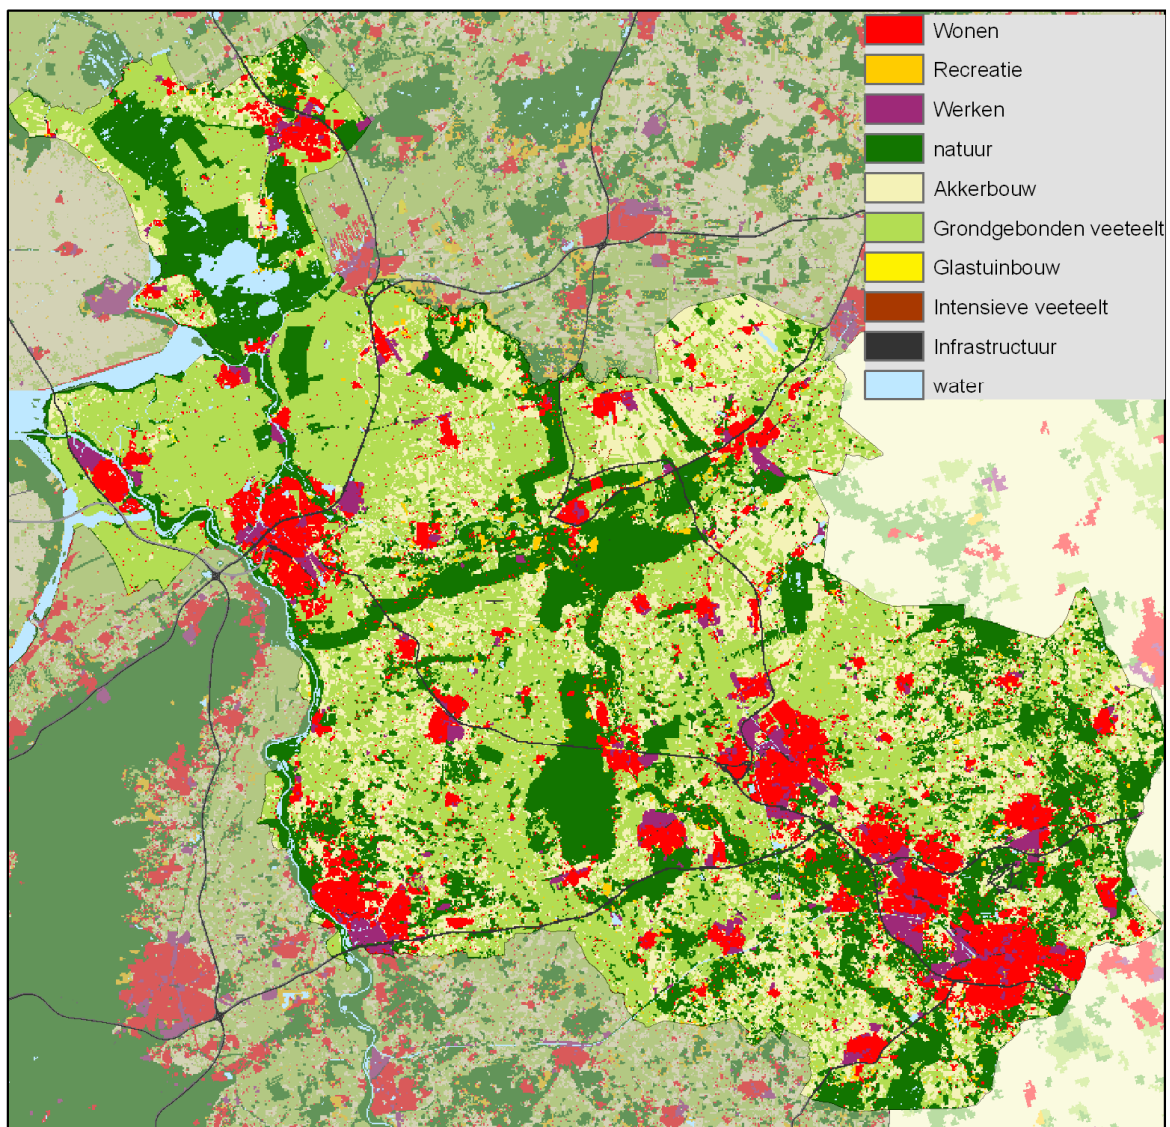 Wonen
Recreatie
Werken
natuur
Akkerbouw
Grondgebonden veeteelt
Glastuinbouw
Intensieve veeteelt
Infrastructuur
water